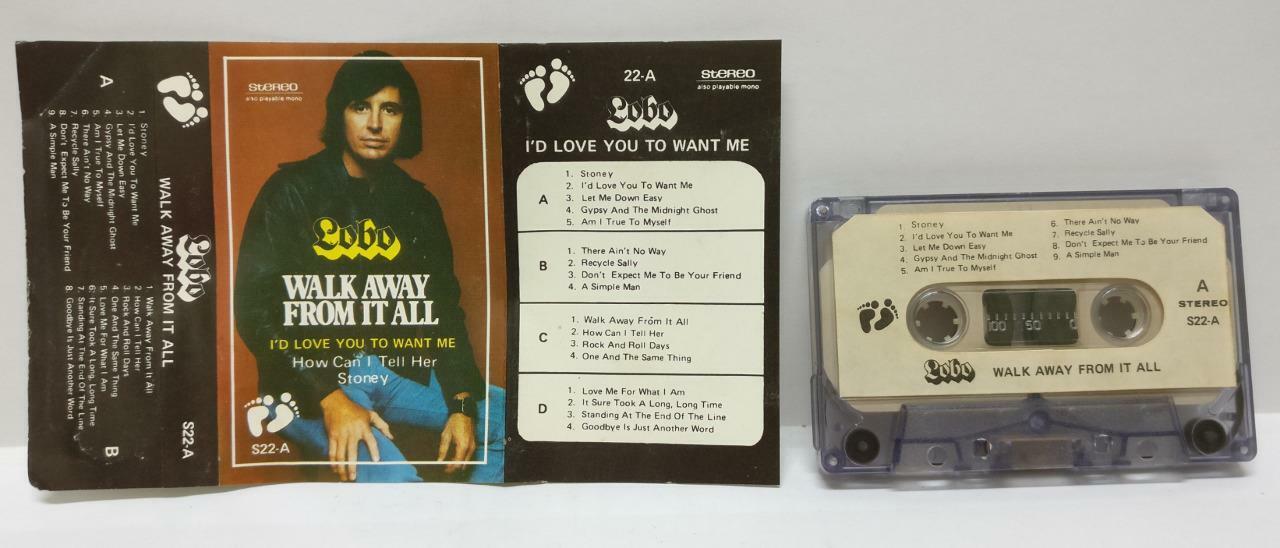 A
1. Stoney
2. I'd Love You To Want Me
3. Let Me Down Easy
4. Gypsy And The Midnight Ghost
5. Am I True To Myself
6. There Ain't No Way
7. Recycle Sally
8. Don't Expect Me To Be Your Friend
9. A Simple Man
Lobo
WALK AWAY FROM IT ALL
S22-A
1. Walk Away From It All
2. How Can I Tell Her
3. Rock And Roll Days
4. One And The Same Thing
5. Love Me For What I Am
6. It Sure Took A Long, Long Time
7. Standing At The End Of The Line
8. Goodbye Is Just Another Word
B
STEREO
also playable mono
Lobo
WALK AWAY
FROM IT ALL
I'D LOVE YOU TO WANT ME
How Can I Tell Her
Stoney
S22-A
22-A
STEREO
also playable mono
Lobo
I'D LOVE YOU TO WANT ME
A
1. Stoney
2. I'd Love You To Want Me
3. Let Me Down Easy
4. Gypsy And The Midnight Ghost
5. Am I True To Myself
B
1. There Ain't No Way
2. Recycle Sally
3. Don't Expect Me To Be Your Friend
4. A Simple Man
C
1. Walk Away From It All
2. How Can I Tell Her
3. Rock And Roll Days
4. One And The Same Thing
D
1. Love Me For What I Am
2. It Sure Took A Long, Long Time
3. Standing At The End Of The Line
4. Goodbye Is Just Another Word
1. Stoney
2. I'd Love You To Want Me
3. Let Me Down Easy
4. Gypsy And The Midnight Ghost
5. Am I True To Myself
6. There Ain't No Way
7. Recycle Sally
8. Don't Expect Me To Be Your Friend
9. A Simple Man
A
STEREO
S22-A
100 50 0
Lobo WALK AWAY FROM IT ALL